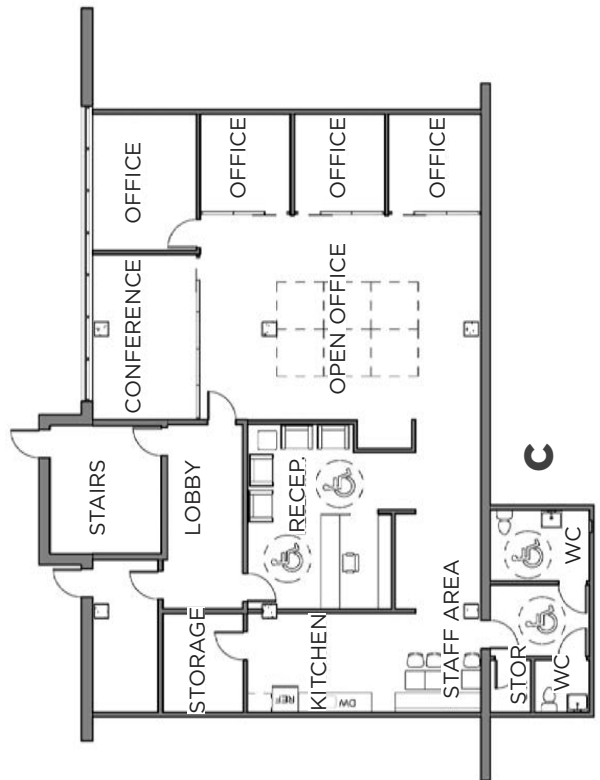 OFFICE
OFFICE
OFFICE
OFFICE
CONFERENCE
OPEN OFFICE
STAIRS
LOBBY
RECEP.
C
STORAGE
KITCHEN
STAFF AREA
STOR
WC
WC
REF
DW